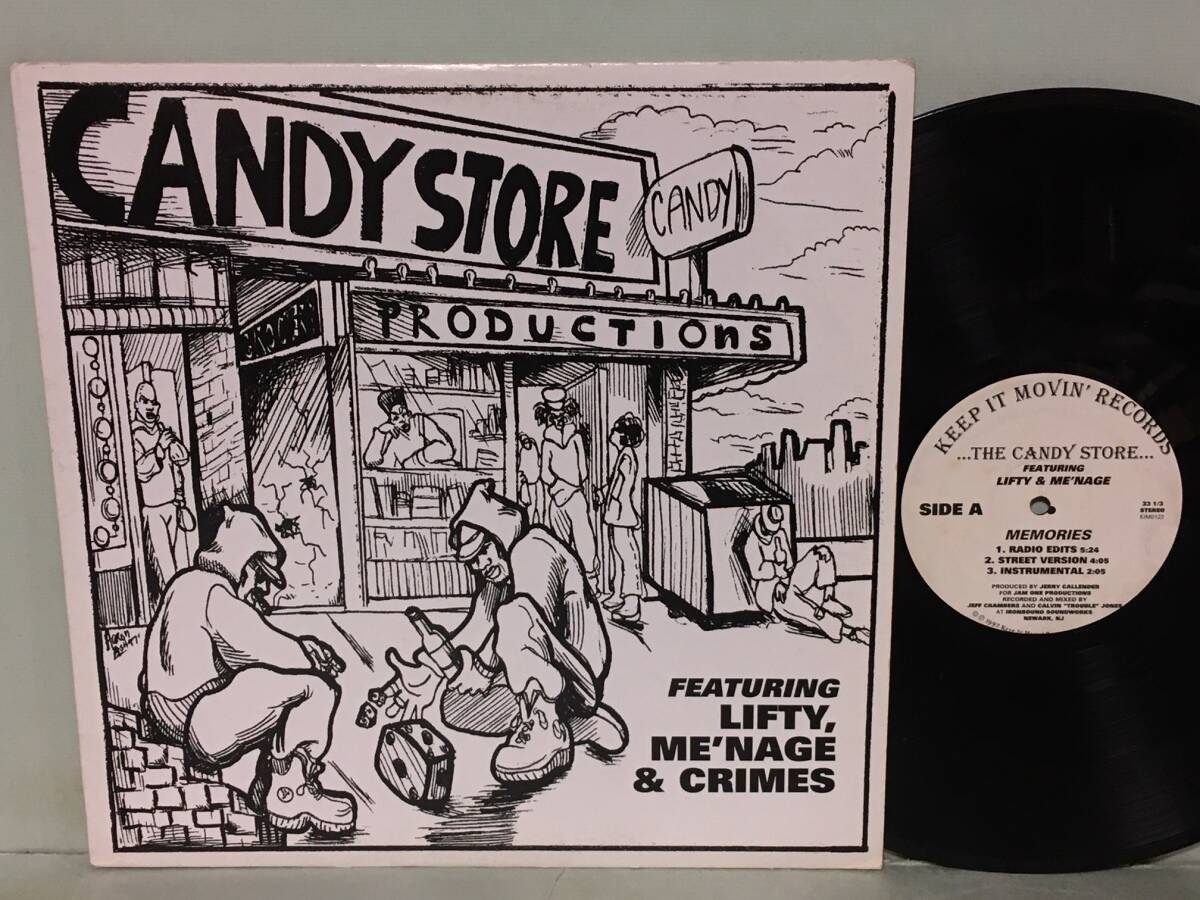 CANDY STORE
CANDY
PRODUCTIONS
FEATURING
LIFTY,
ME'NAGE
& CRIMES
KEEP IT MOVIN' RECORDS
...THE CANDY STORE...
FEATURING
LIFTY & ME'NAGE
SIDE A
33 1/3
STEREO
MEMORIES
1. RADIO EDITS 5:24
2. STREET VERSION 4:05
3. INSTRUMENTAL 2:05
PRODUCED BY JERRY CALLENDER
FOR JAM ONE PRODUCTIONS
RECORDED AND MIXED BY
JEFF CHAMBERS AND CALVIN "TROUBLE" JONES
AT IRONBOUND SOUNDWORKS
NEWARK, NJ